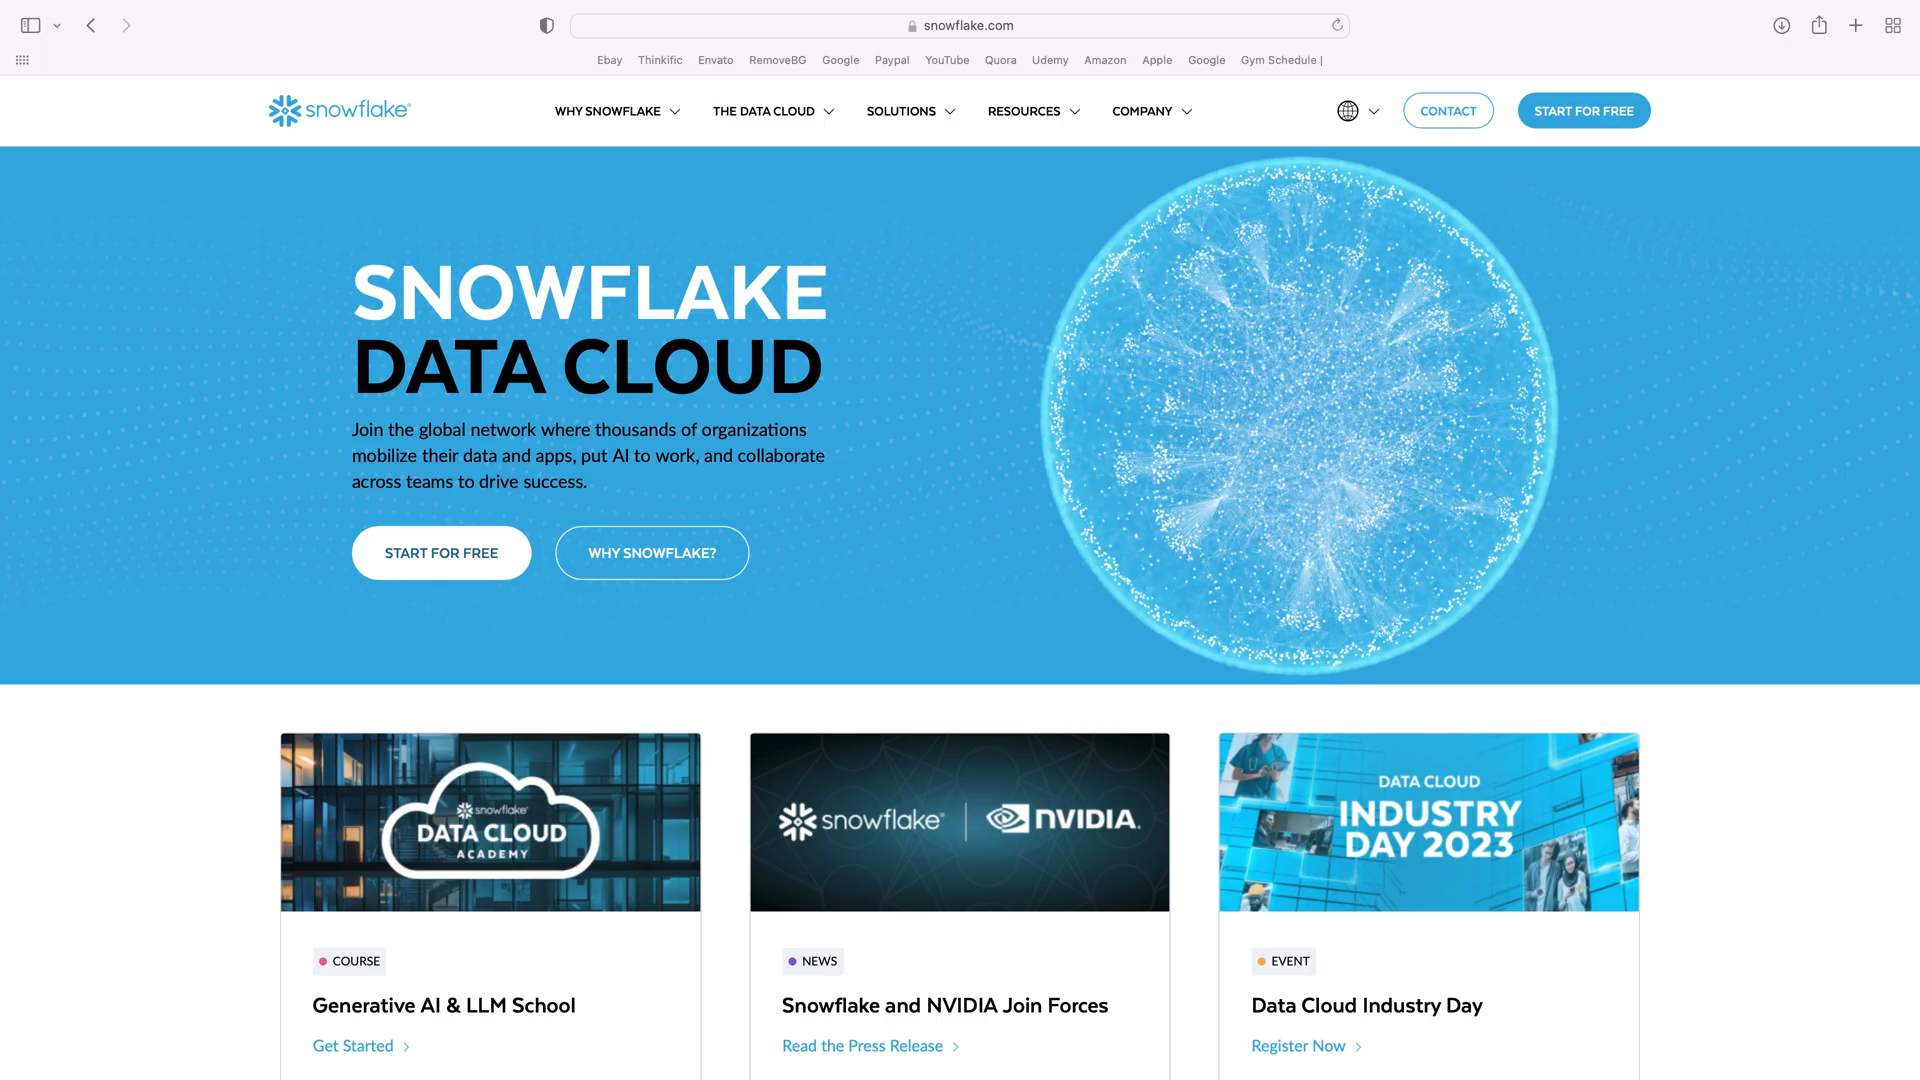 snowflake.com
Ebay Thinkific Envato RemoveBG Google Paypal YouTube Quora Udemy Amazon Apple Google Gym Schedule |
snowflake®
WHY SNOWFLAKE THE DATA CLOUD SOLUTIONS RESOURCES COMPANY CONTACT START FOR FREE
SNOWFLAKE
DATA CLOUD
Join the global network where thousands of organizations
mobilize their data and apps, put AI to work, and collaborate
across teams to drive success.
START FOR FREE WHY SNOWFLAKE?
snowflake®
DATA CLOUD
ACADEMY
COURSE
Generative AI & LLM School
Get Started
snowflake® NVIDIA.
NEWS
Snowflake and NVIDIA Join Forces
Read the Press Release
DATA CLOUD
INDUSTRY
DAY 2023
EVENT
Data Cloud Industry Day
Register Now